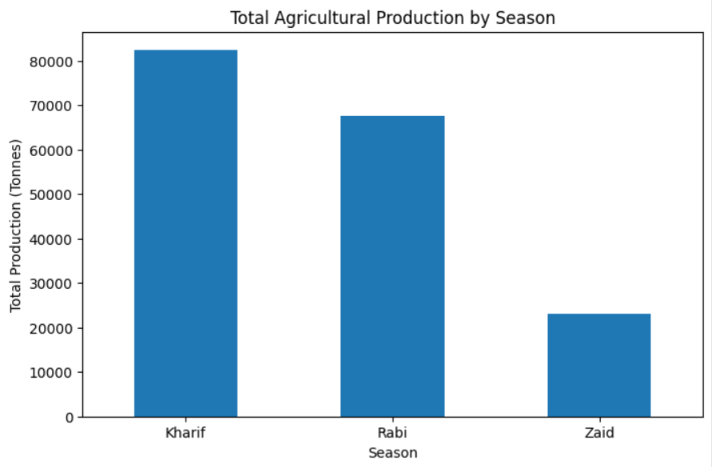 Total Agricultural Production by Season
Total Production (Tonnes)
80000
70000
60000
50000
40000
30000
20000
10000
0
Kharif
Rabi
Zaid
Season